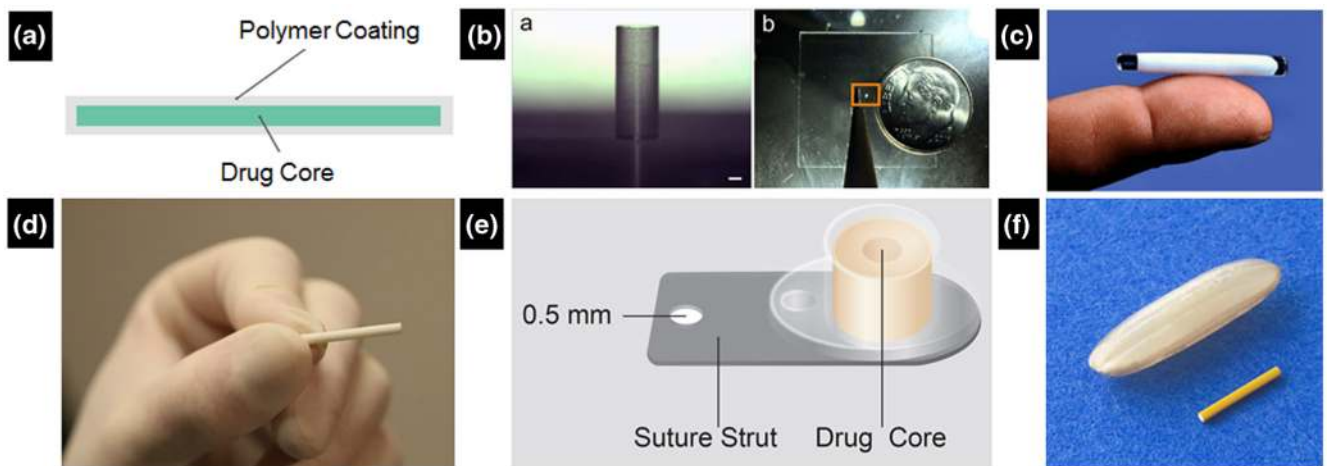 (a)
Polymer Coating
Drug Core
(b)
a
b
(c)
(d)
(e)
0.5 mm
Suture Strut
Drug Core
(f)